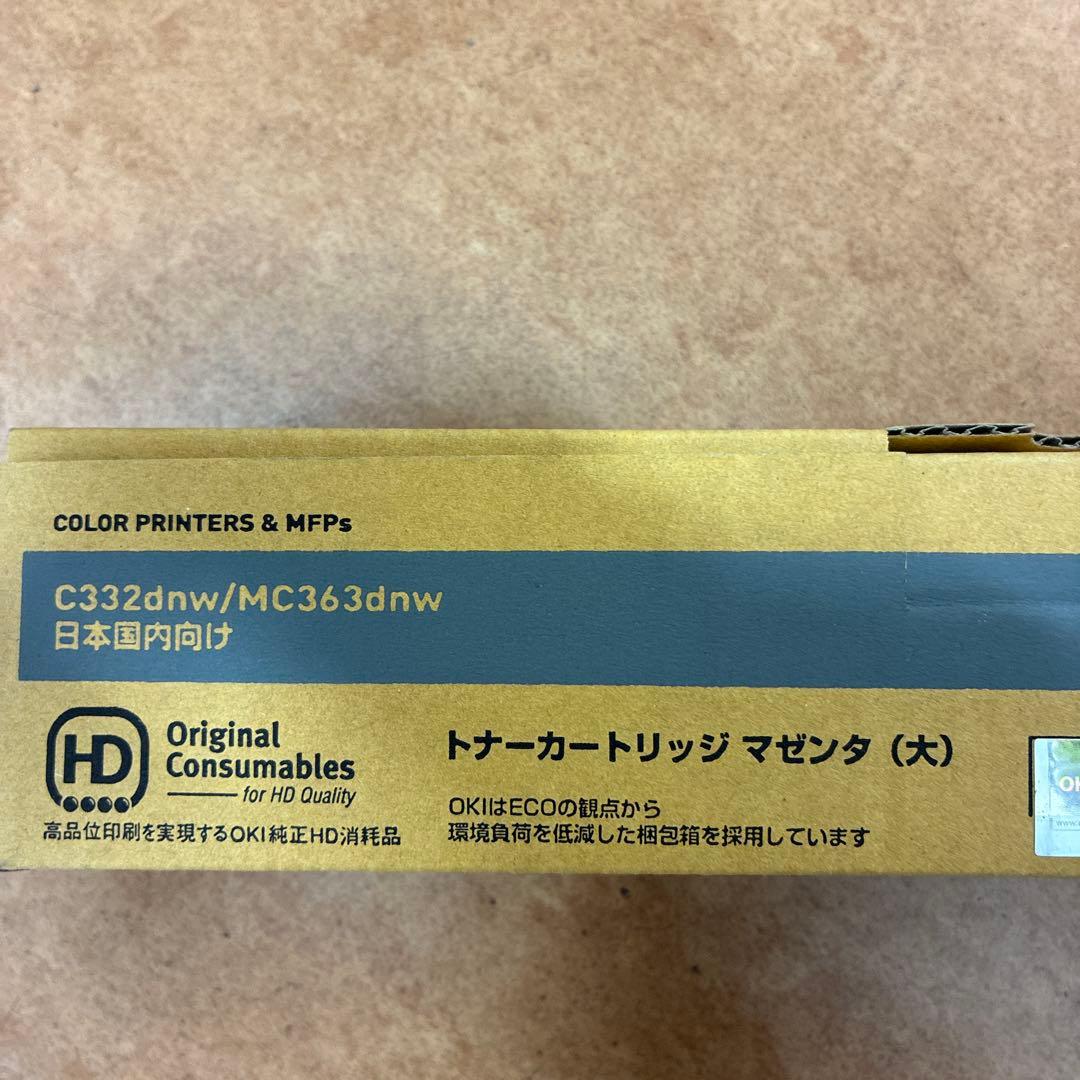 COLOR PRINTERS & MFPs
C332dnw/MC363dnw
日本国内向け
HD
Original
Consumables
for HD Quality
高品位印刷を実現するOKI純正HD消耗品
トナーカートリッジ マゼンタ（大）
OKIはECOの観点から
環境負荷を低減した梱包箱を採用しています